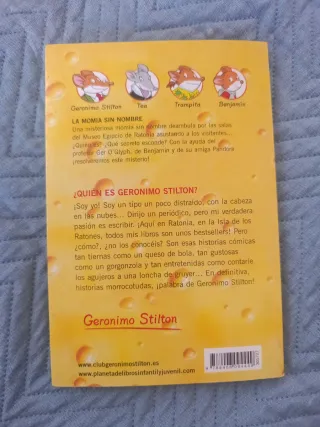 Geronimo Stilton
Tea
Trampita
Benjamín
LA MOMIA SIN NOMBRE
Una misteriosa momia sin nombre deambula por las salas
del Museo Egipcio de Ratonia asustando a los visitantes...
¿Quién es? ¿Qué secreto esconde? Con la ayuda del
profesor Ger O'Glyph, de Benjamín y de su amiga Pandora
¡resolveremos este misterio!
¿QUIÉN ES GERONIMO STILTON?
¡Soy yo! Soy un tipo un poco distraído, con la cabeza
en las nubes... Dirijo un periódico, pero mi verdadera
pasión es escribir. ¡Aquí en Ratonia, en la Isla de los
Ratones, todos mis libros son unos bestsellers! Pero
¿cómo?, ¿no los conocéis? Son esas historias cómicas
tan tiernas como un queso de bola, tan gustosas
como un gorgonzola y tan entretenidas como contarle
los agujeros a una loncha de gruyer... En definitiva,
historias morrocotudas, ¡palabra de Geronimo Stilton!
Geronimo Stilton
www.clubgeronimostilton.es
www.planetadelibrosinfantilyjuvenil.com